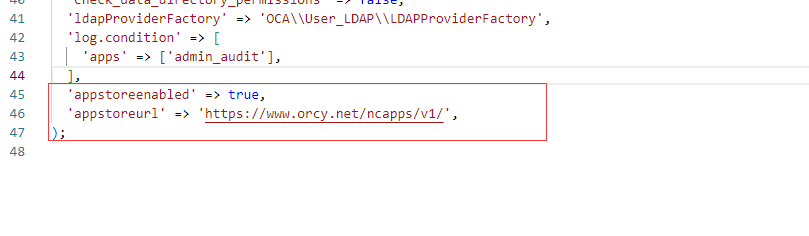 40 'check_data_directory_permissions' => false,
41 'ldapProviderFactory' => 'OCA\\User_LDAP\\LDAPProviderFactory',
42 'log.condition' => [
43 'apps' => ['admin_audit'],
44 ],
45 'appstoreenabled' => true,
46 'appstoreurl' => 'https://www.orcy.net/ncapps/v1/',
47 );
48